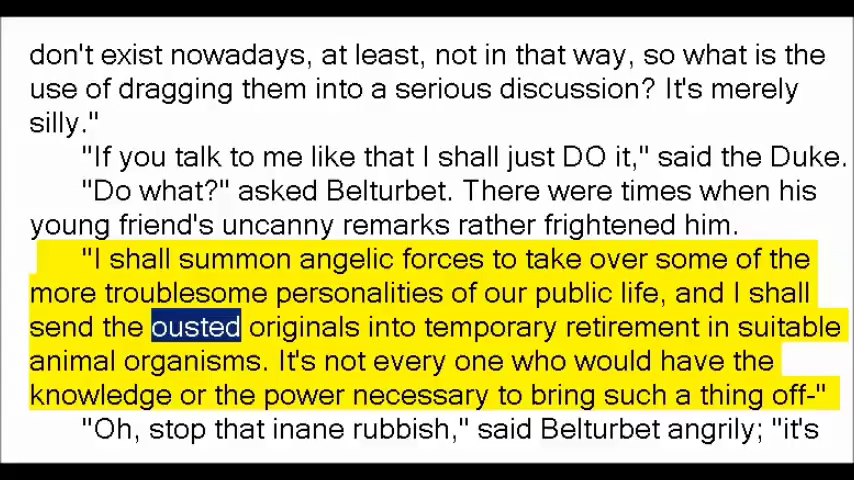 don't exist nowadays, at least, not in that way, so what is the
use of dragging them into a serious discussion? It's merely
silly."
"If you talk to me like that I shall just DO it," said the Duke.
"Do what?" asked Belturbet. There were times when his
young friend's uncanny remarks rather frightened him.
"I shall summon angelic forces to take over some of the
more troublesome personalities of our public life, and I shall
send the ousted originals into temporary retirement in suitable
animal organisms. It's not every one who would have the
knowledge or the power necessary to bring such a thing off-"
"Oh, stop that inane rubbish," said Belturbet angrily; "it's